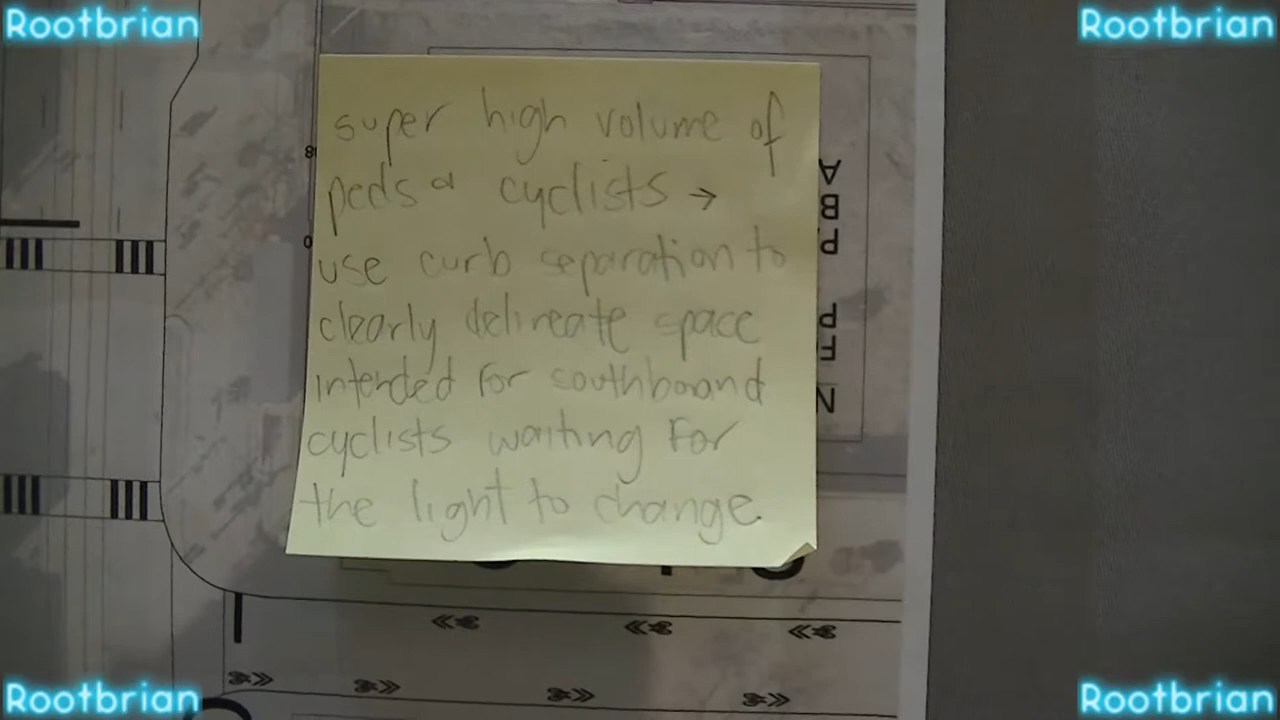 Rootbrian
Rootbrian
super high volume of
peds & cyclists →
use curb separation to
clearly delineate space
intended for southbound
cyclists waiting for
the light to change
A
B
P
P
F
N
Rootbrian
Rootbrian